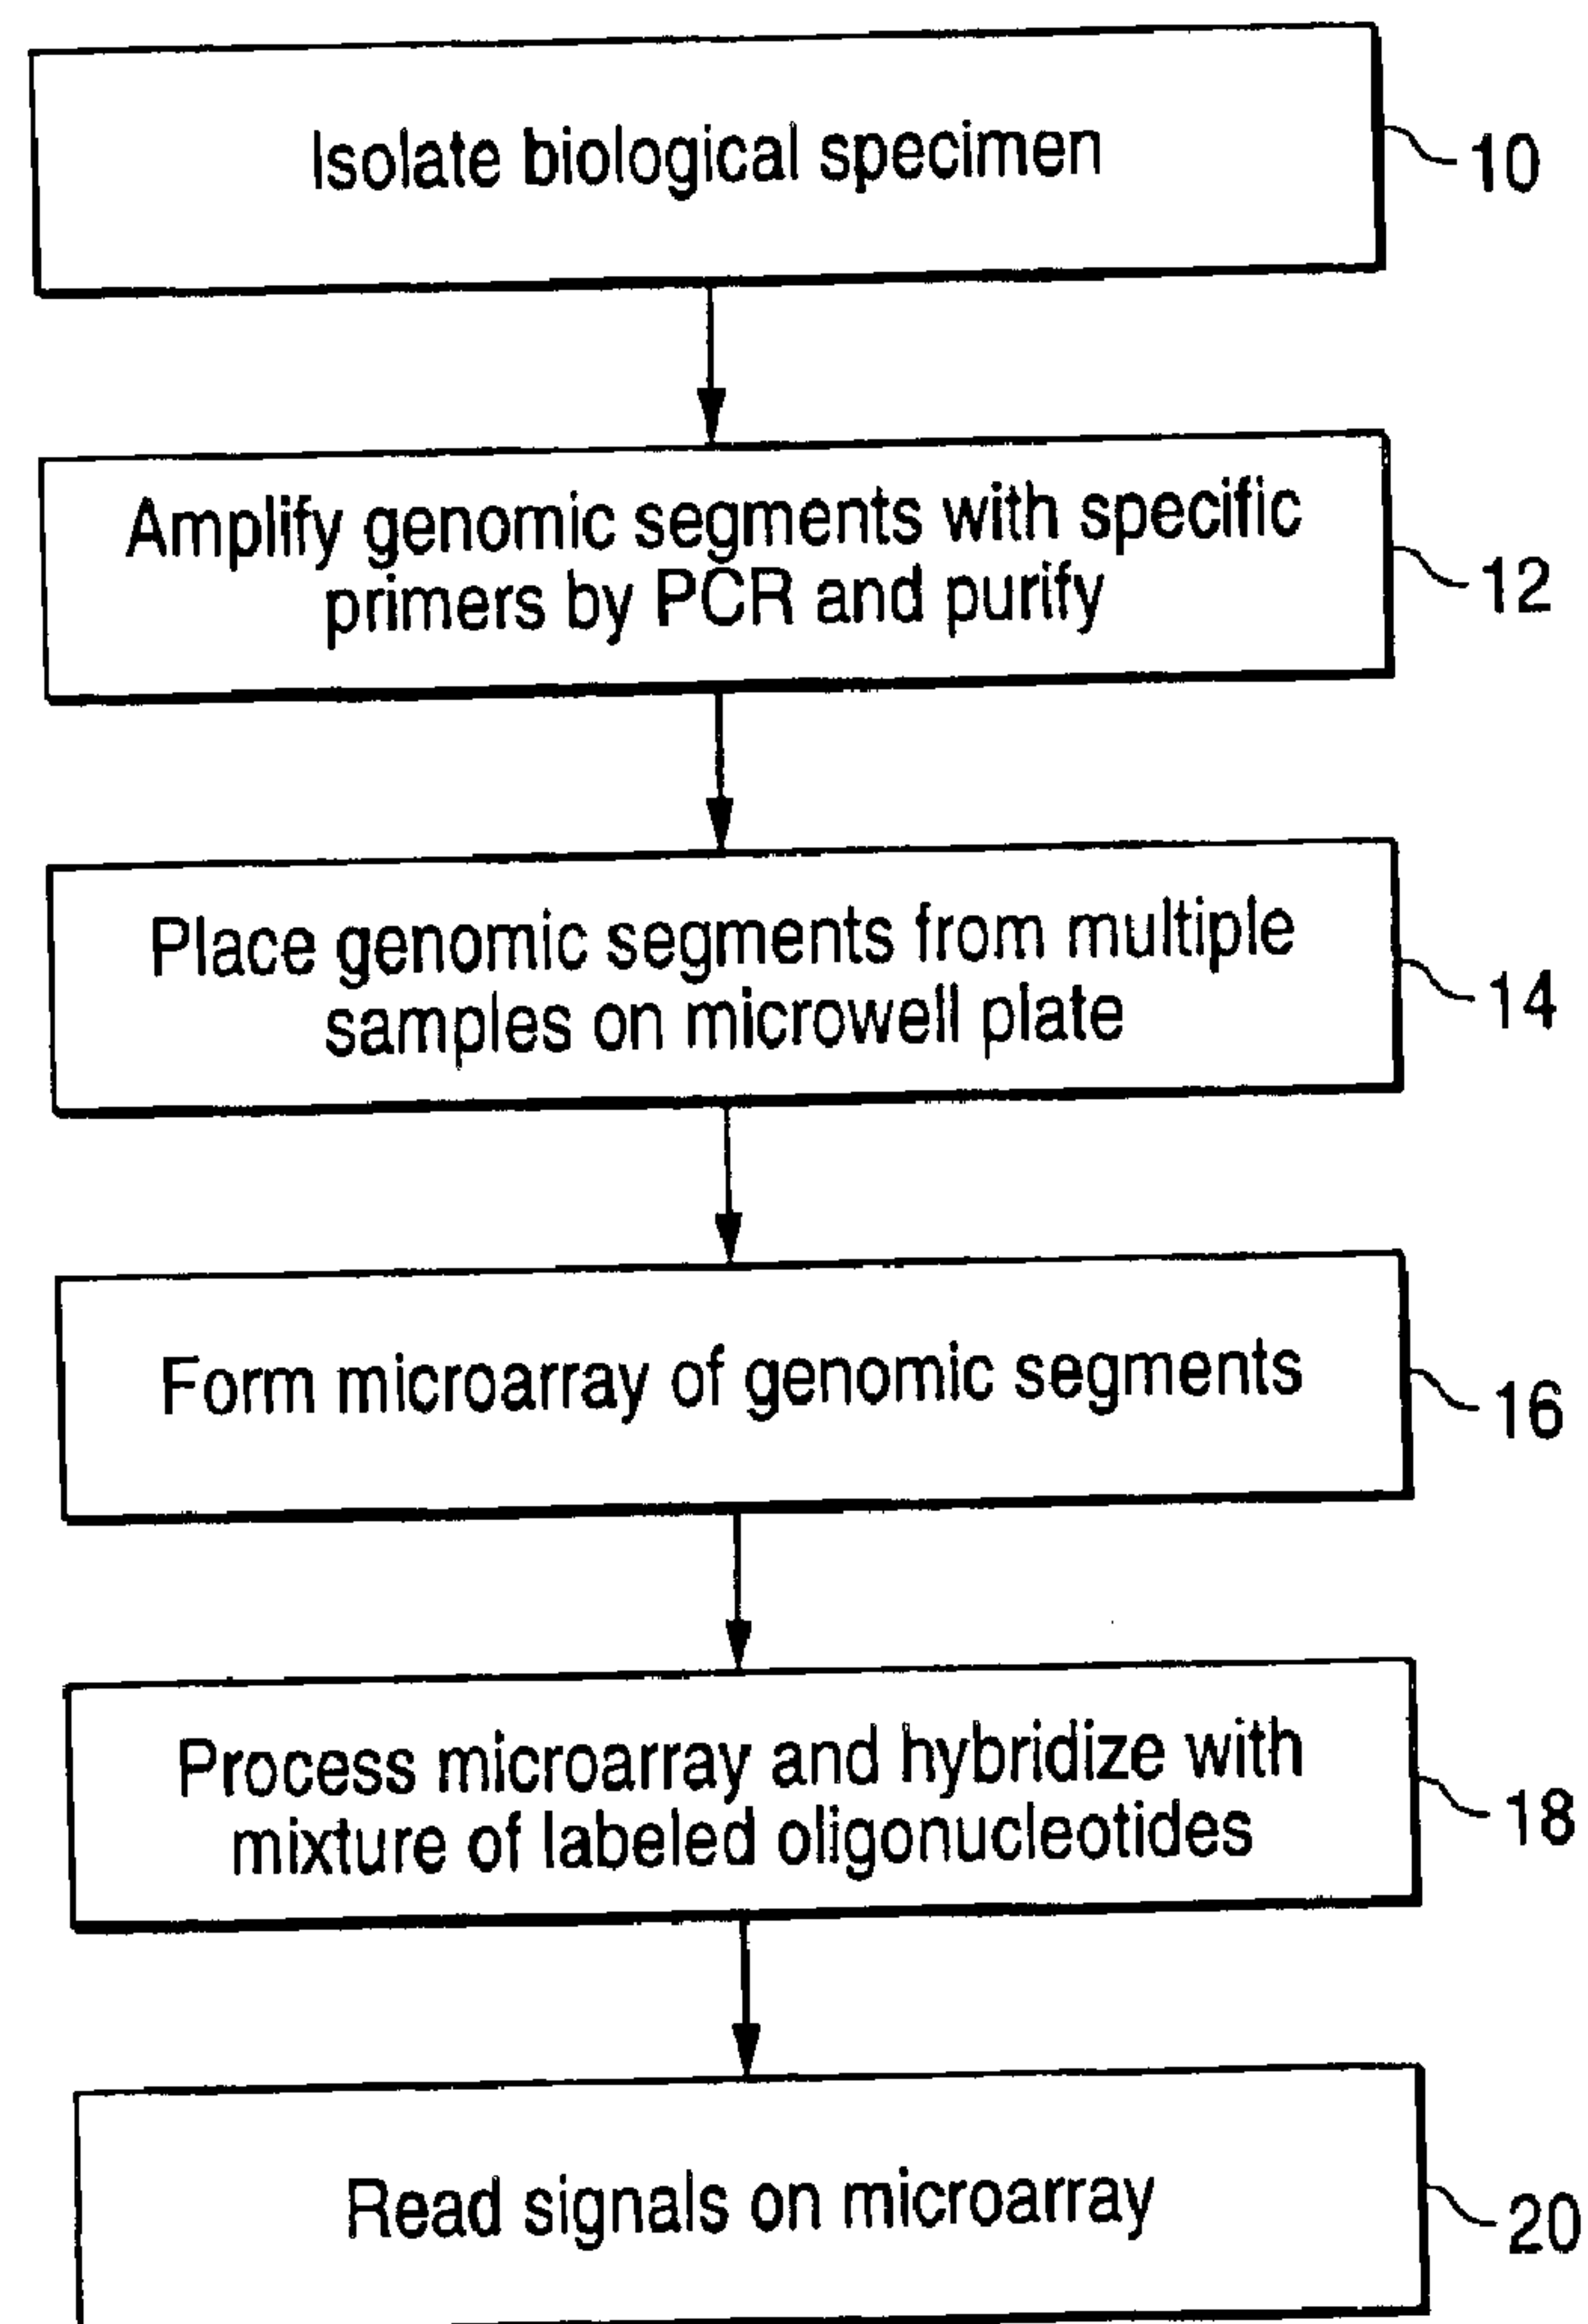 Isolate biological specimen
10
Amplify genomic segments with specific
primers by PCR and purify
12
Place genomic segments from multiple
samples on microwell plate
14
Form microarray of genomic segments
16
Process microarray and hybridize with
mixture of labeled oligonucleotides
18
Read signals on microarray
20